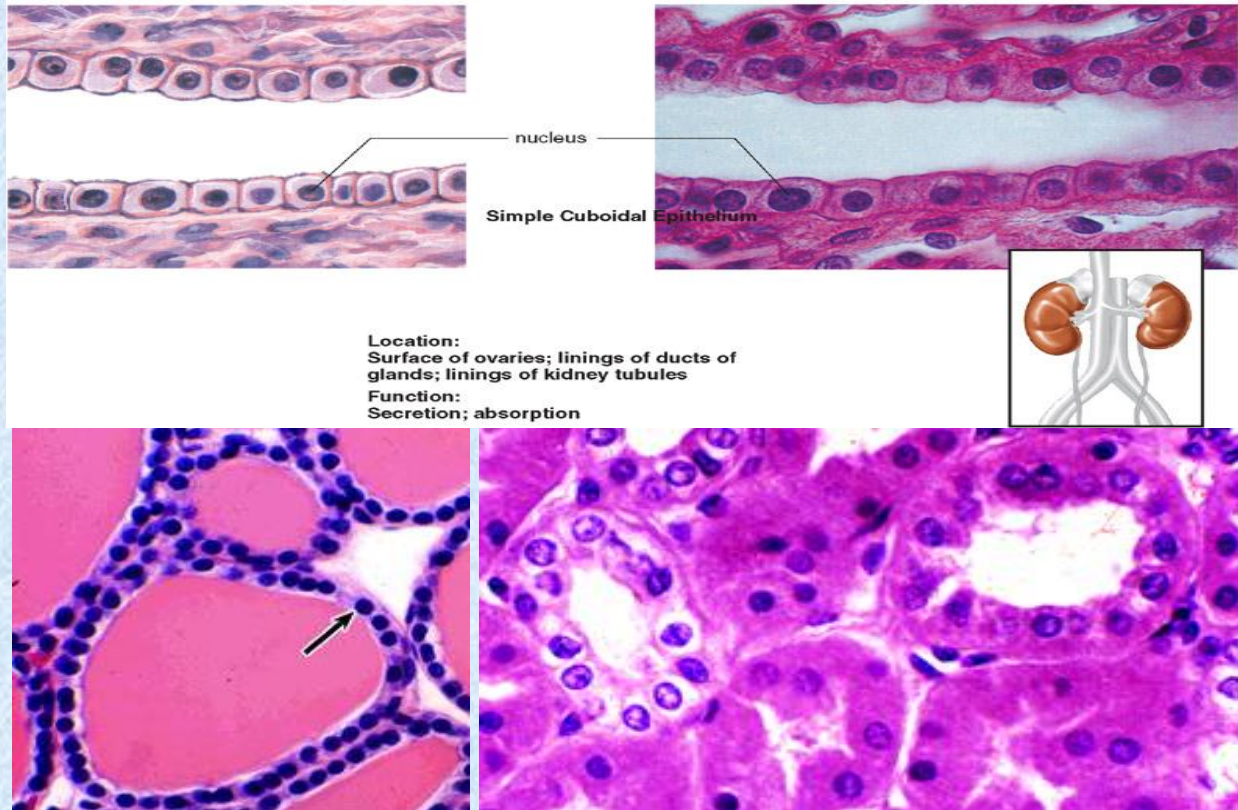 nucleus
Simple Cuboidal Epithelium
Location:
Surface of ovaries; linings of ducts of
glands; linings of kidney tubules
Function:
Secretion; absorption